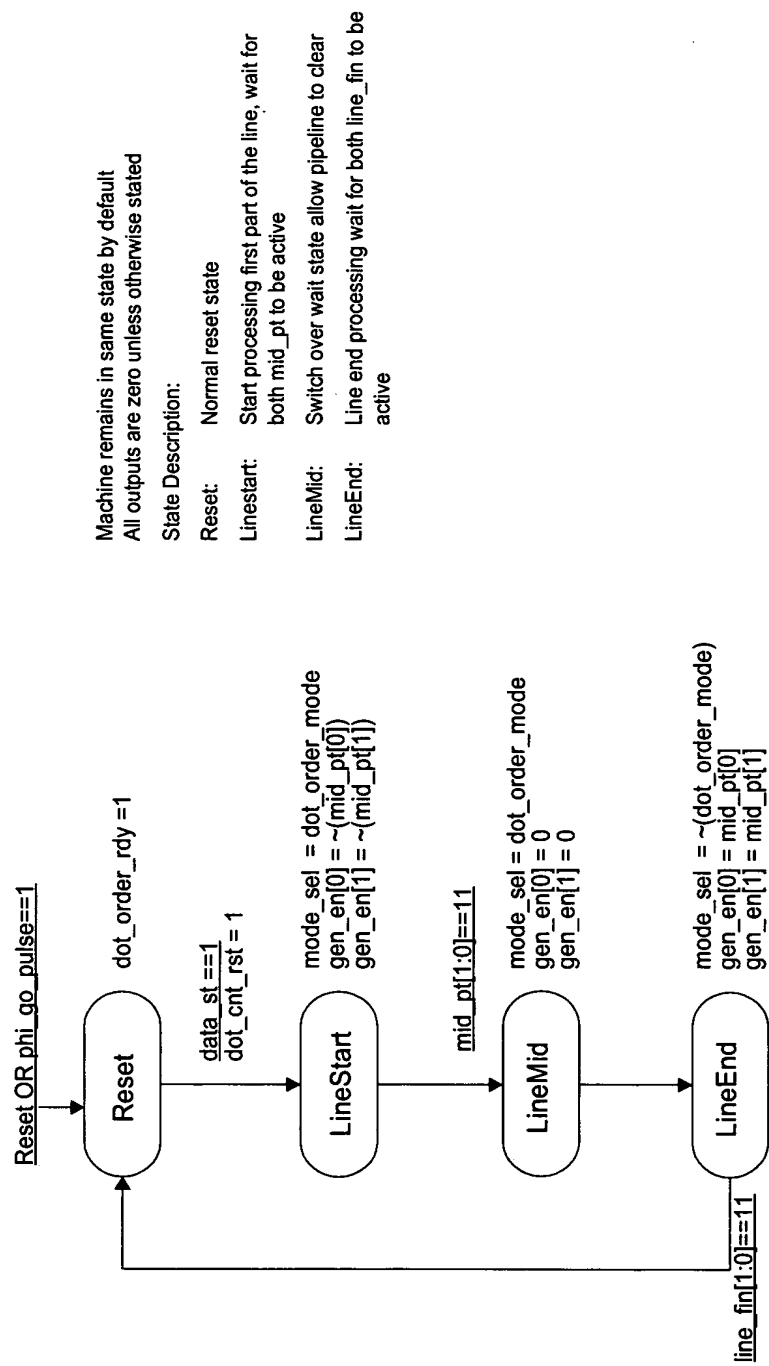 Reset OR phi_go_pulse==1
Reset
dot_order_rdy =1
data_st ==1
dot_cnt_rst = 1
LineStart
mode_sel = dot_order_mode
gen_en[0] = ~(mid_pt[0])
gen_en[1] = ~(mid_pt[1])
mid_pt[1:0]==11
LineMid
mode_sel = dot_order_mode
gen_en[0] = 0
gen_en[1] = 0
LineEnd
mode_sel = ~(dot_order_mode)
gen_en[0] = mid_pt[0]
gen_en[1] = mid_pt[1]
line_fin[1:0]==11
Machine remains in same state by default
All outputs are zero unless otherwise stated
State Description:
Reset: Normal reset state
Linestart: Start processing first part of the line, wait for
both mid_pt to be active
LineMid: Switch over wait state allow pipeline to clear
LineEnd: Line end processing wait for both line_fin to be
active